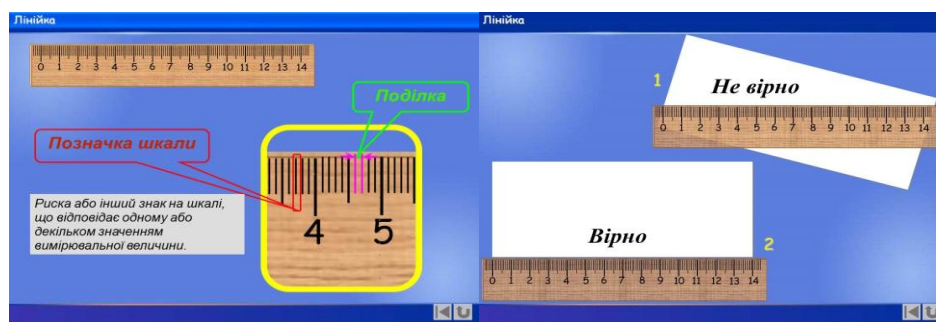 Лінійка
0 1 2 3 4 5 6 7 8 9 10 11 12 13 14
Поділка
Позначка шкали
Риска або інший знак на шкалі,
що відповідає одному або
декільком значенням
вимірювальної величини.
4 5
Лінійка
1
Не вірно
0 1 2 3 4 5 6 7 8 9 10 11 12 13 14
Вірно
2
0 1 2 3 4 5 6 7 8 9 10 11 12 13 14